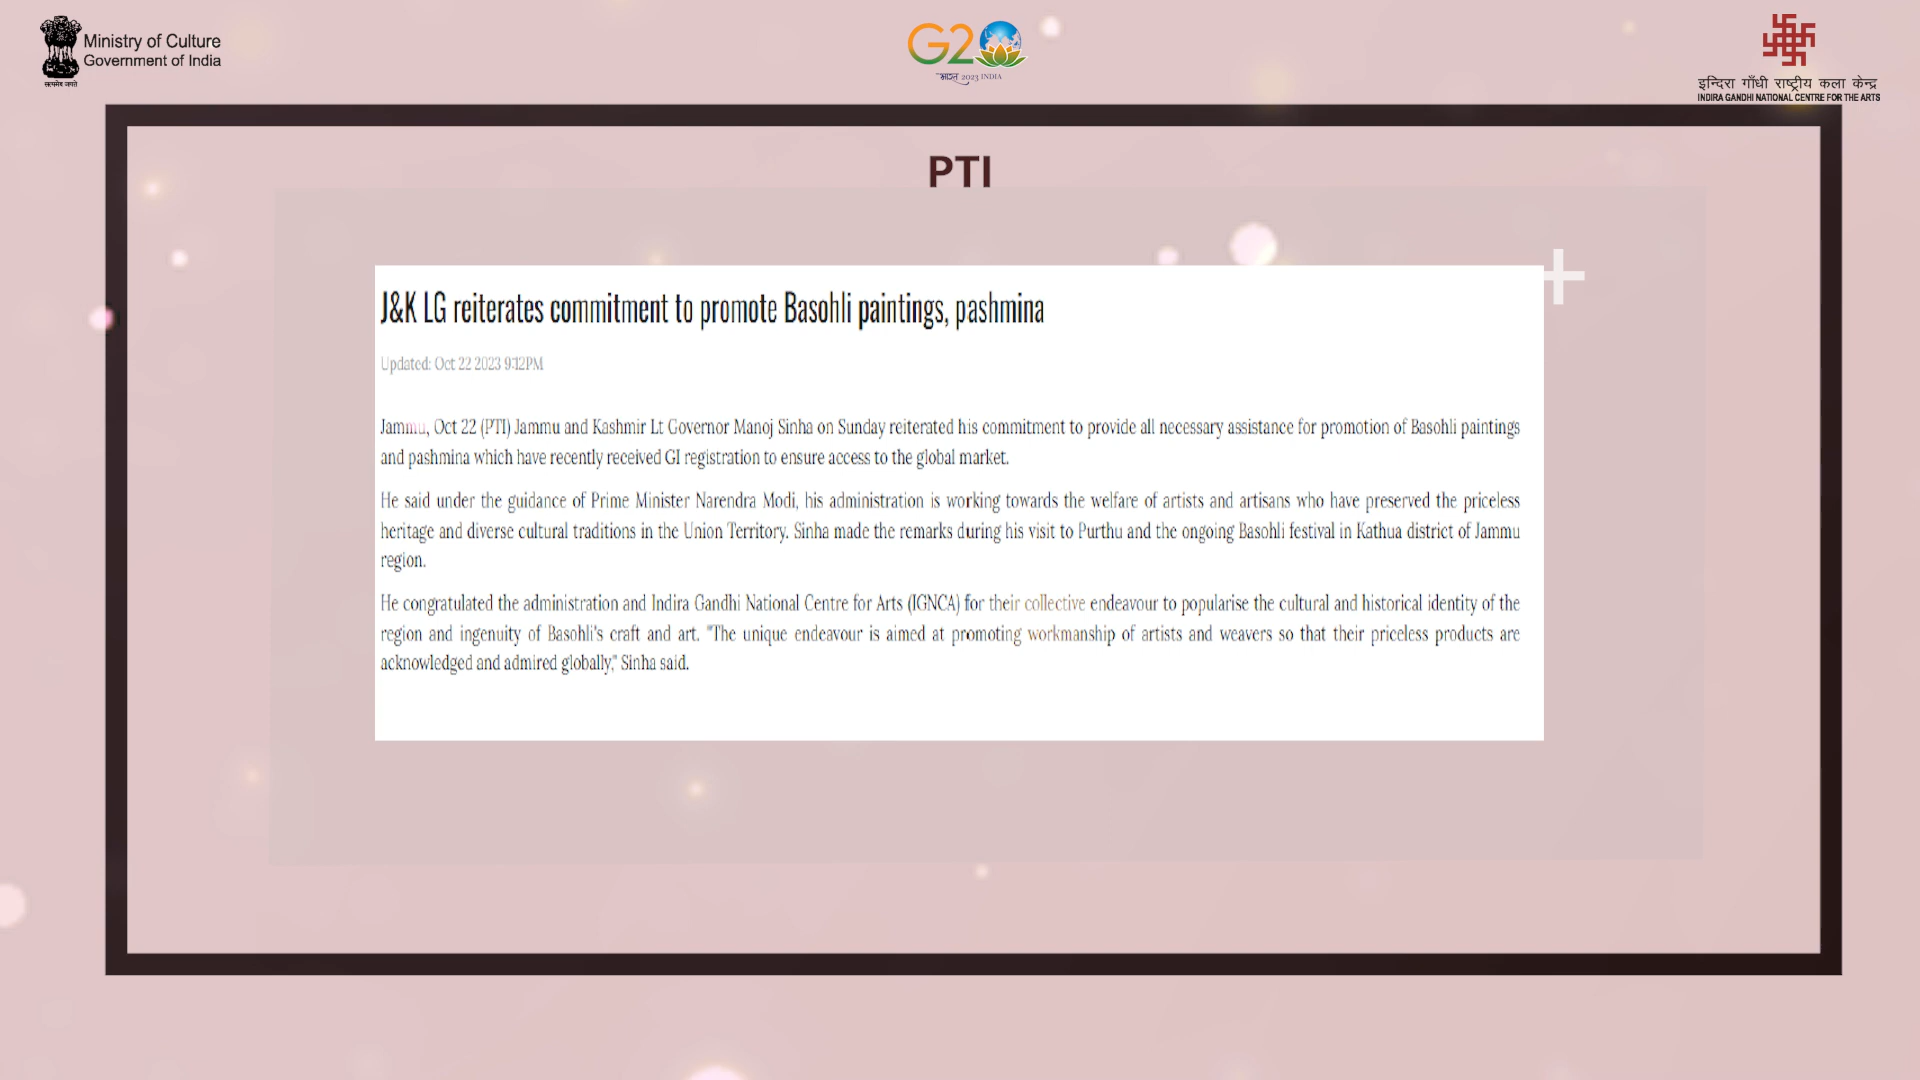 सत्यमेव जयते
Ministry of Culture
Government of India
G20
भारत 2023 INDIA
इन्दिरा गाँधी राष्ट्रीय कला केन्द्र
INDIRA GANDHI NATIONAL CENTRE FOR THE ARTS
PTI
J&K LG reiterates commitment to promote Basohli paintings, pashmina
Updated: Oct 22 2023 9:12PM
Jammu, Oct 22 (PTI) Jammu and Kashmir Lt Governor Manoj Sinha on Sunday reiterated his commitment to provide all necessary assistance for promotion of Basohli paintings
and pashmina which have recently received GI registration to ensure access to the global market.
He said under the guidance of Prime Minister Narendra Modi, his administration is working towards the welfare of artists and artisans who have preserved the priceless
heritage and diverse cultural traditions in the Union Territory. Sinha made the remarks during his visit to Purthu and the ongoing Basohli festival in Kathua district of Jammu
region.
He congratulated the administration and Indira Gandhi National Centre for Arts (IGNCA) for their collective endeavour to popularise the cultural and historical identity of the
region and ingenuity of Basohli's craft and art. "The unique endeavour is aimed at promoting workmanship of artists and weavers so that their priceless products are
acknowledged and admired globally," Sinha said.